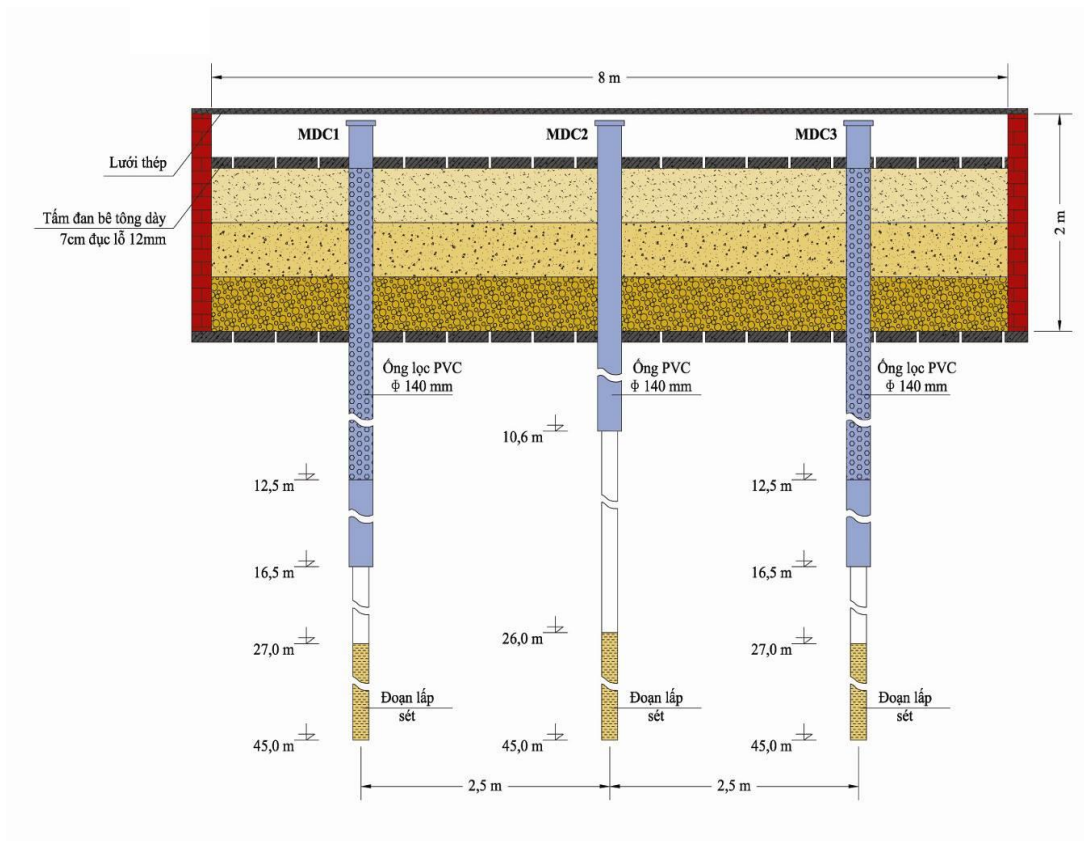 8 m
MDC1
MDC2
MDC3
Lưới thép
Tấm đan bê tông dày
7cm đục lỗ 12mm
2 m
Ống lọc PVC
Φ 140 mm
Ống PVC
Φ 140 mm
Ống lọc PVC
Φ 140 mm
10,6 m
12,5 m
12,5 m
16,5 m
16,5 m
26,0 m
27,0 m
27,0 m
Đoạn lấp
sét
Đoạn lấp
sét
Đoạn lấp
sét
45,0 m
45,0 m
45,0 m
2,5 m
2,5 m